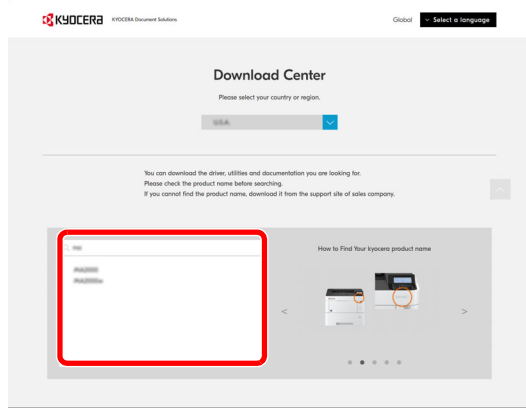 KYOCERA
KYOCERA Document Solutions
Global
Select a language
Download Center
Please select your country or region.
U.S.A.
You can download the driver, utilities and documentation you are looking for.
Please check the product name before searching.
If you cannot find the product name, download it from the support site of sales company.
How to Find Your kyocera product name
<
>